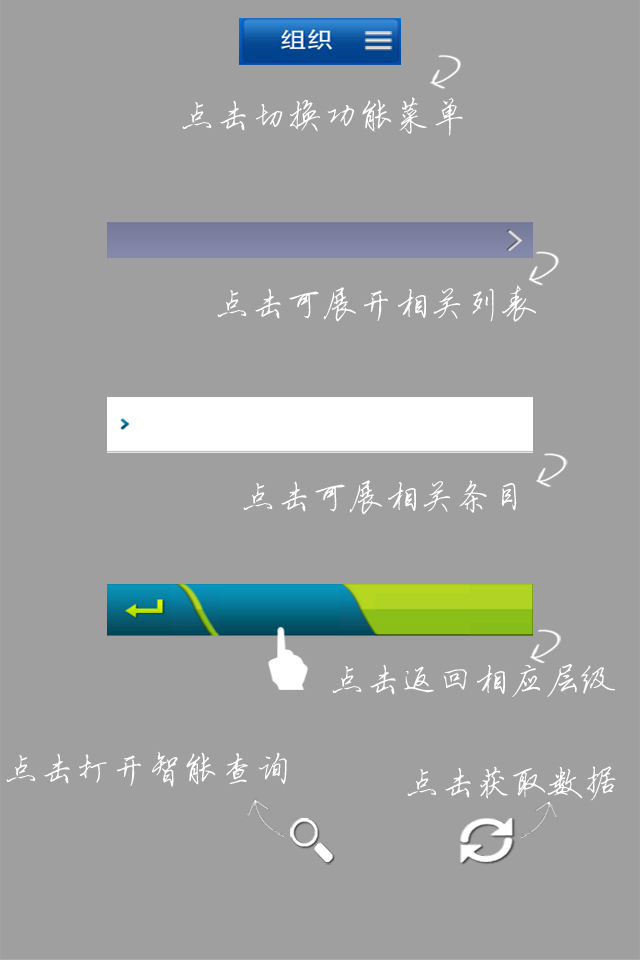 组织
点击切换功能菜单
点击可展开相关列表
点击可展相关条目
点击返回相应层级
点击打开智能查询
点击获取数据